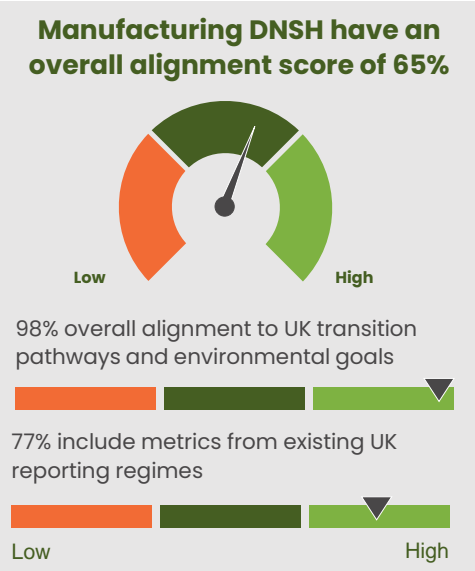 Manufacturing DNSH have an
overall alignment score of 65%
Low
High
98% overall alignment to UK transition
pathways and environmental goals
77% include metrics from existing UK
reporting regimes
Low
High